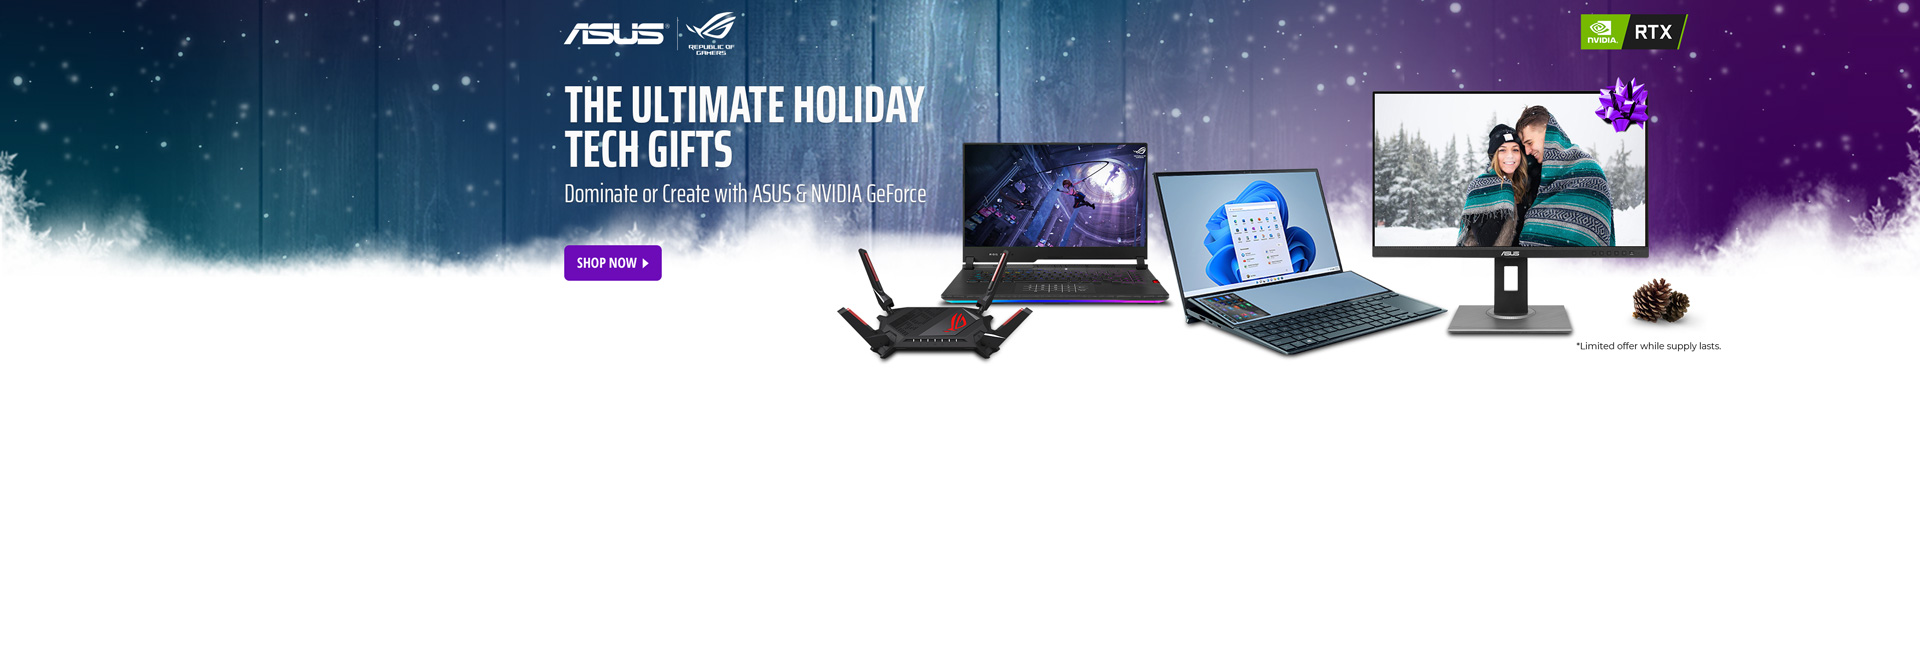 ASUS
REPUBLIC OF
GAMERS
NVIDIA.
RTX
THE ULTIMATE HOLIDAY
TECH GIFTS
Dominate or Create with ASUS & NVIDIA GeForce
SHOP NOW
ASUS
*Limited offer while supply lasts.